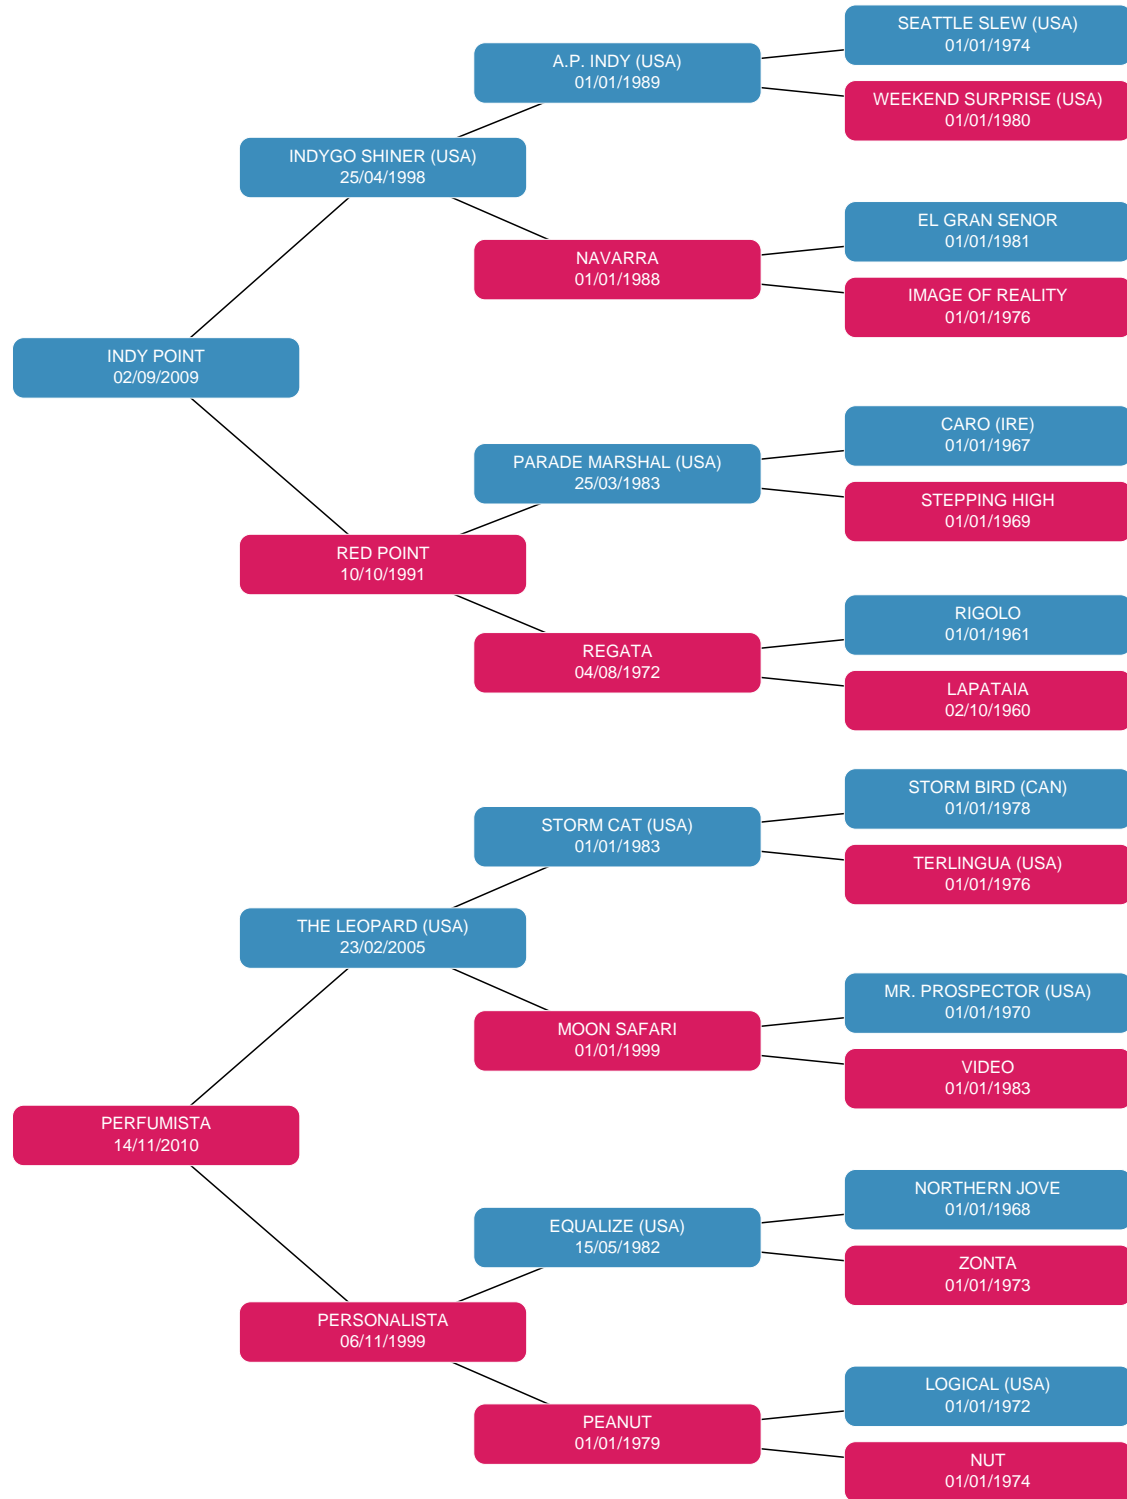 SEATTLE SLEW (USA)
01/01/1974
A.P. INDY (USA)
01/01/1989
WEEKEND SURPRISE (USA)
01/01/1980
INDYGO SHINER (USA)
25/04/1998
EL GRAN SENOR
01/01/1981
NAVARRA
01/01/1988
IMAGE OF REALITY
01/01/1976
INDY POINT
02/09/2009
CARO (IRE)
01/01/1967
PARADE MARSHAL (USA)
25/03/1983
STEPPING HIGH
01/01/1969
RED POINT
10/10/1991
RIGOLO
01/01/1961
REGATA
04/08/1972
LAPATAIA
02/10/1960
STORM BIRD (CAN)
01/01/1978
STORM CAT (USA)
01/01/1983
TERLINGUA (USA)
01/01/1976
THE LEOPARD (USA)
23/02/2005
MR. PROSPECTOR (USA)
01/01/1970
MOON SAFARI
01/01/1999
VIDEO
01/01/1983
PERFUMISTA
14/11/2010
NORTHERN JOVE
01/01/1968
EQUALIZE (USA)
15/05/1982
ZONTA
01/01/1973
PERSONALISTA
06/11/1999
LOGICAL (USA)
01/01/1972
PEANUT
01/01/1979
NUT
01/01/1974